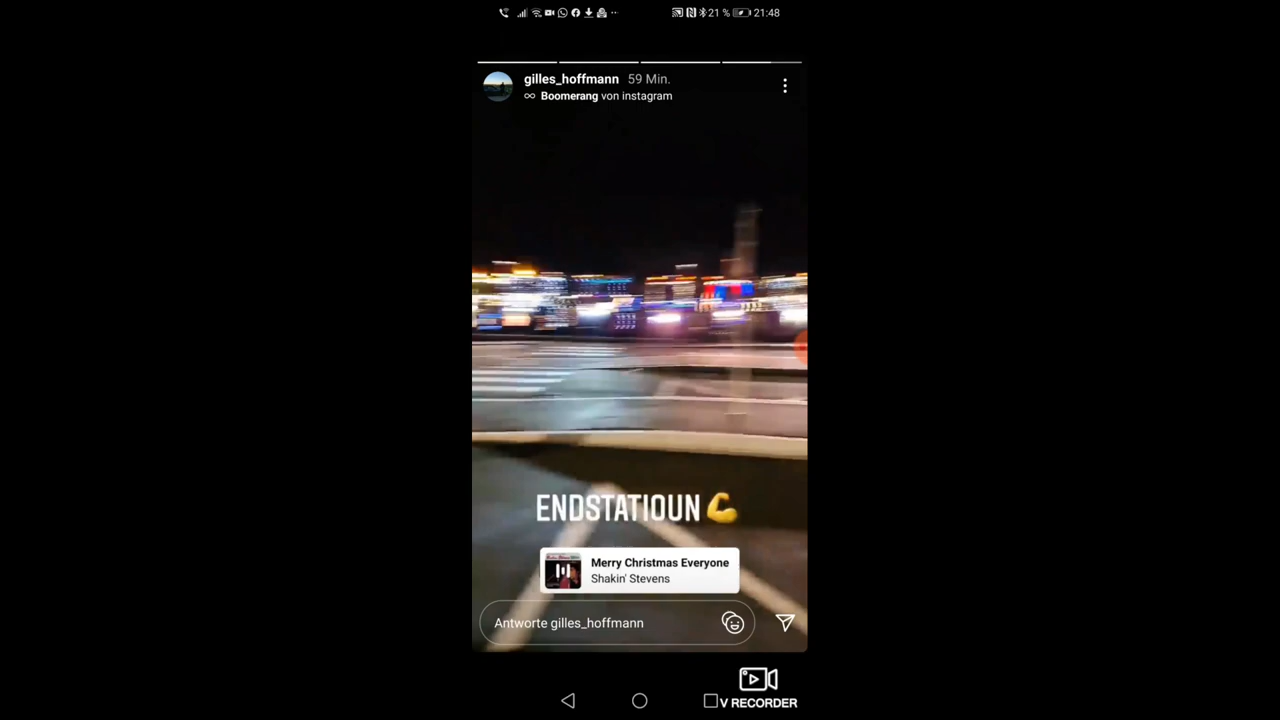 21 % 21:48
gilles_hoffmann 59 Min.
Boomerang von instagram
ENDSTATIOUN💪
Merry Christmas Everyone
Shakin' Stevens
Antworte gilles_hoffmann
V RECORDER